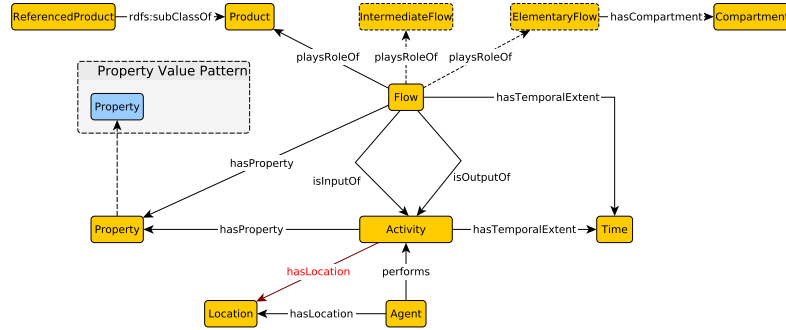 ReferencedProduct
rdfs:subClassOf
Product
IntermediateFlow
ElementaryFlow
hasCompartment
Compartment
playsRoleOf
playsRoleOf
playsRoleOf
Property Value Pattern
Property
Flow
hasTemporalExtent
hasProperty
isInputOf
isOutputOf
Property
hasProperty
Activity
hasTemporalExtent
Time
hasLocation
performs
Location
hasLocation
Agent